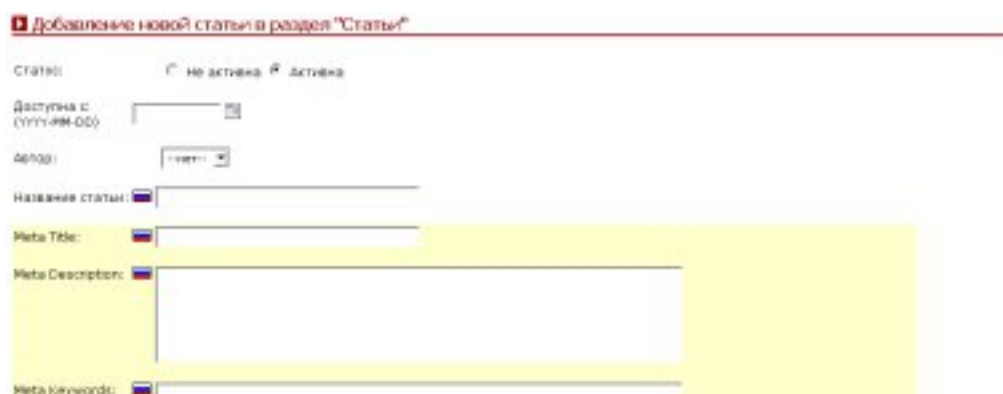 Добавление новой статьи в раздел "Статьи"
Статус: Не активна Активна
Доступна с
(YYYY-MM-DD)
Автор: --нет--
Название статьи:
Meta Title:
Meta Description:
Meta Keywords: